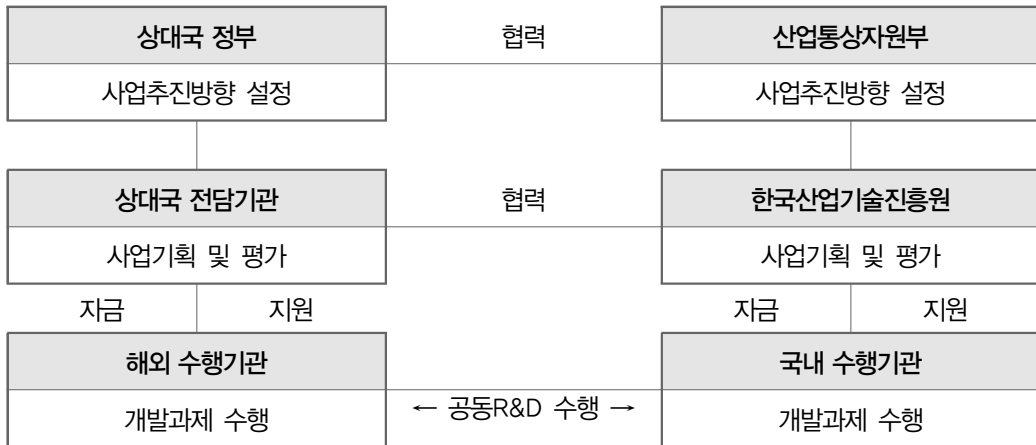 상대국 정부 협력 산업통상자원부
사업추진방향 설정 사업추진방향 설정
상대국 전담기관 협력 한국산업기술진흥원
사업기획 및 평가 사업기획 및 평가
자금 지원 자금 지원
해외 수행기관 국내 수행기관
개발과제 수행 ← 공동R&D 수행 → 개발과제 수행